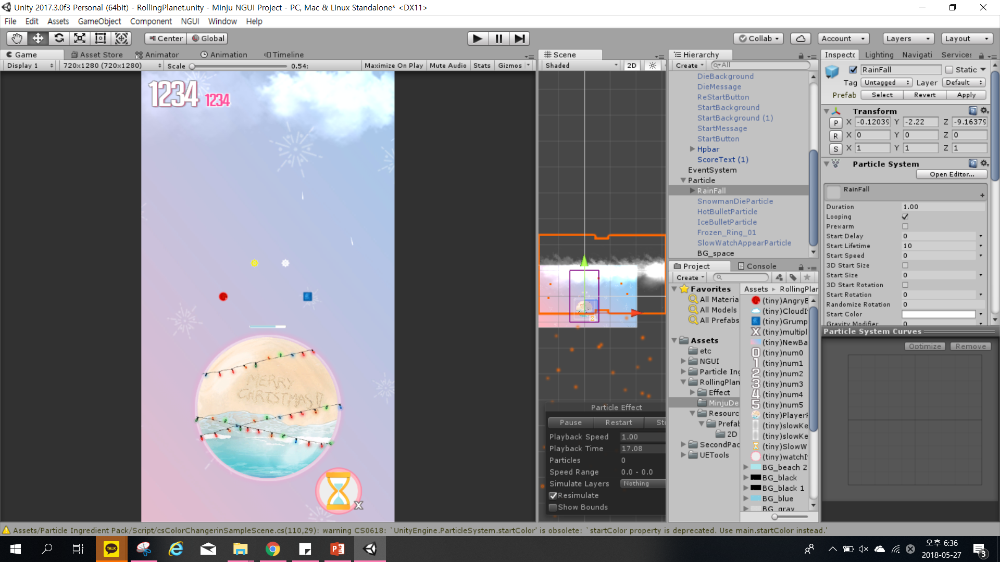 Unity 2017.3.0f3 Personal (64bit) - RollingPlanet.unity - Minju NGUI Project - PC, Mac & Linux Standalone* <DX11>
File Edit Assets GameObject Component NGUI Window Help
Center Global Collab Account Layers Layout
Game Asset Store Animator Animation Timeline
Display 1 720x1280 (720x1280) Scale 0.54: Maximize On Play Mute Audio Stats Gizmos
1234 1234
MERRY
CHRISTMAS!!
X
Scene
Shaded 2D
Particle Effect
Pause Restart Sto
Playback Speed 1.00
Playback Time 17.08
Particles 0
Speed Range 0.0 - 0.0
Simulate Layers Nothing
Resimulate
Show Bounds
Hierarchy
Create All
DieBackground
DieMessage
ReStartButton
StartBackground
StartBackground (1)
StartMessage
StartButton
Hpbar
ScoreText (1)
EventSystem
Particle
RainFall
SnowmanDieParticle
HotBulletParticle
IceBulletParticle
Frozen_Ring_01
SlowWatchAppearParticle
BG_space
Project Console
Create
Favorites
All Materia
All Models
All Prefabs
Assets
etc
NGUI
Particle Ing
RollingPlan
Effect
MinjuDe
Resourc
Prefab
2D
SecondPac
UETools
Assets RollingPlan
(tiny)AngryE
(tiny)CloudI
(tiny)Grump
(tiny)multipl
(tiny)NewBa
(tiny)num0
(tiny)num1
(tiny)num2
(tiny)num3
(tiny)num4
(tiny)num5
(tiny)PlayerF
(tiny)slowKe
(tiny)slowKe
(tiny)SlowW
(tiny)watchI
BG_beach 2
BG_black
BG_black 1
BG_blue
BG_gray
Inspecto Lighting Navigati Services
RainFall Static
Tag Untagged Layer Default
Prefab Select Revert Apply
Transform
P X -0.12039 Y -2.22 Z -9.16379
R X 0 Y 0 Z 0
S X 1 Y 1 Z 1
Particle System
Open Editor...
RainFall
Duration 1.00
Looping
Prewarm
Start Delay 0
Start Lifetime 10
Start Speed 0
3D Start Size
Start Size 0
3D Start Rotation
Start Rotation 0
Randomize Rotation 0
Start Color
Gravity Modifier 0
Particle System Curves
Optimize Remove
Assets/Particle Ingredient Pack/Script/csColorChangerinSampleScene.cs(110,29): warning CS0618: `UnityEngine.ParticleSystem.startColor' is obsolete: `startColor property is deprecated. Use main.startColor instead.'
TALK
오후 6:36
2018-05-27
3